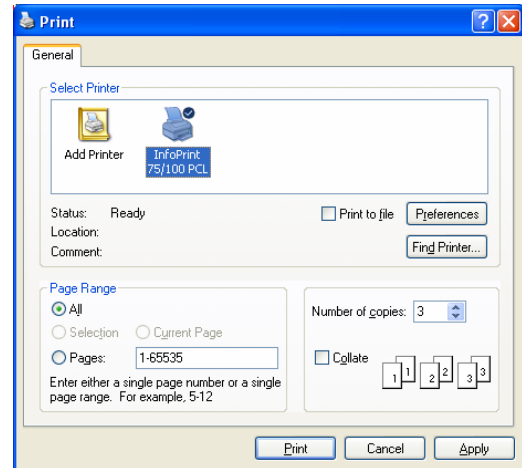 Print
General
Select Printer
Add Printer
InfoPrint
75/100 PCL
Status: Ready
Print to file
Preferences
Location:
Comment:
Find Printer...
Page Range
All
Selection
Current Page
Pages:
1-65535
Enter either a single page number or a single
page range. For example, 5-12
Number of copies: 3
Collate
1 1 2 2 3 3
Print
Cancel
Apply